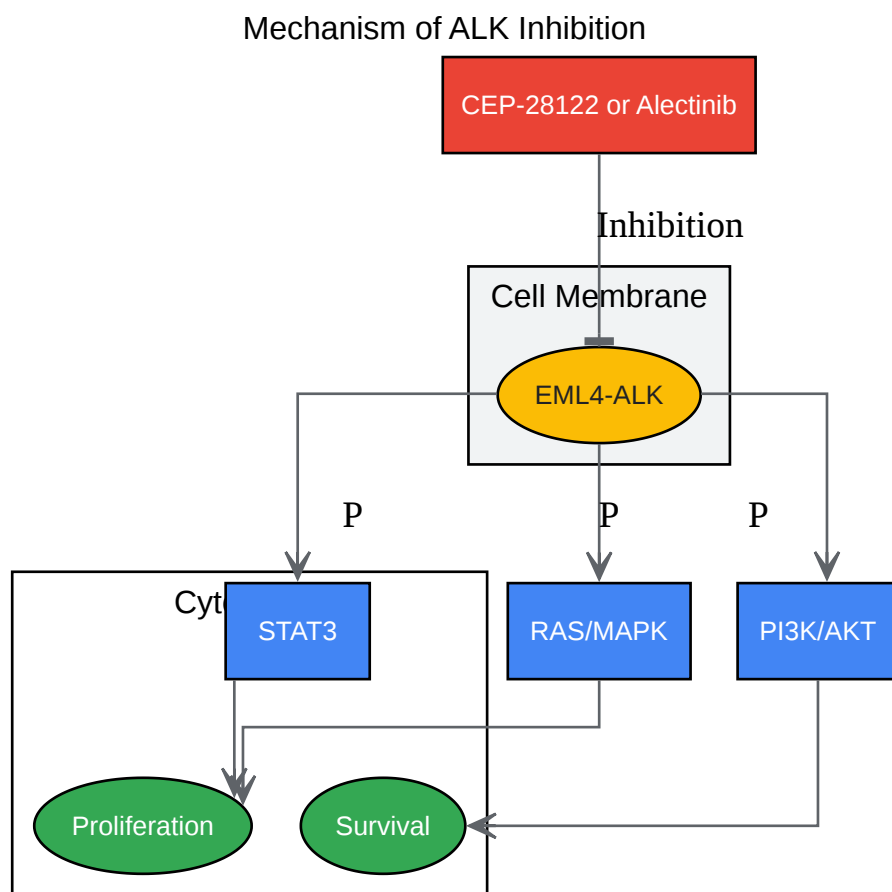 Mechanism of ALK Inhibition
CEP-28122 or Alectinib
Inhibition
Cell Membrane
EML4-ALK
P P P
STAT3 RAS/MAPK PI3K/AKT
Proliferation Survival